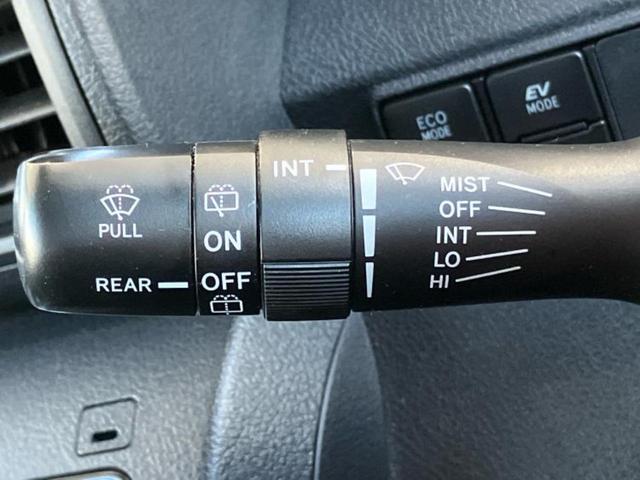 ECO
MODE
EV
MODE
PULL
REAR
ON
OFF
INT
MIST
OFF
INT
LO
HI